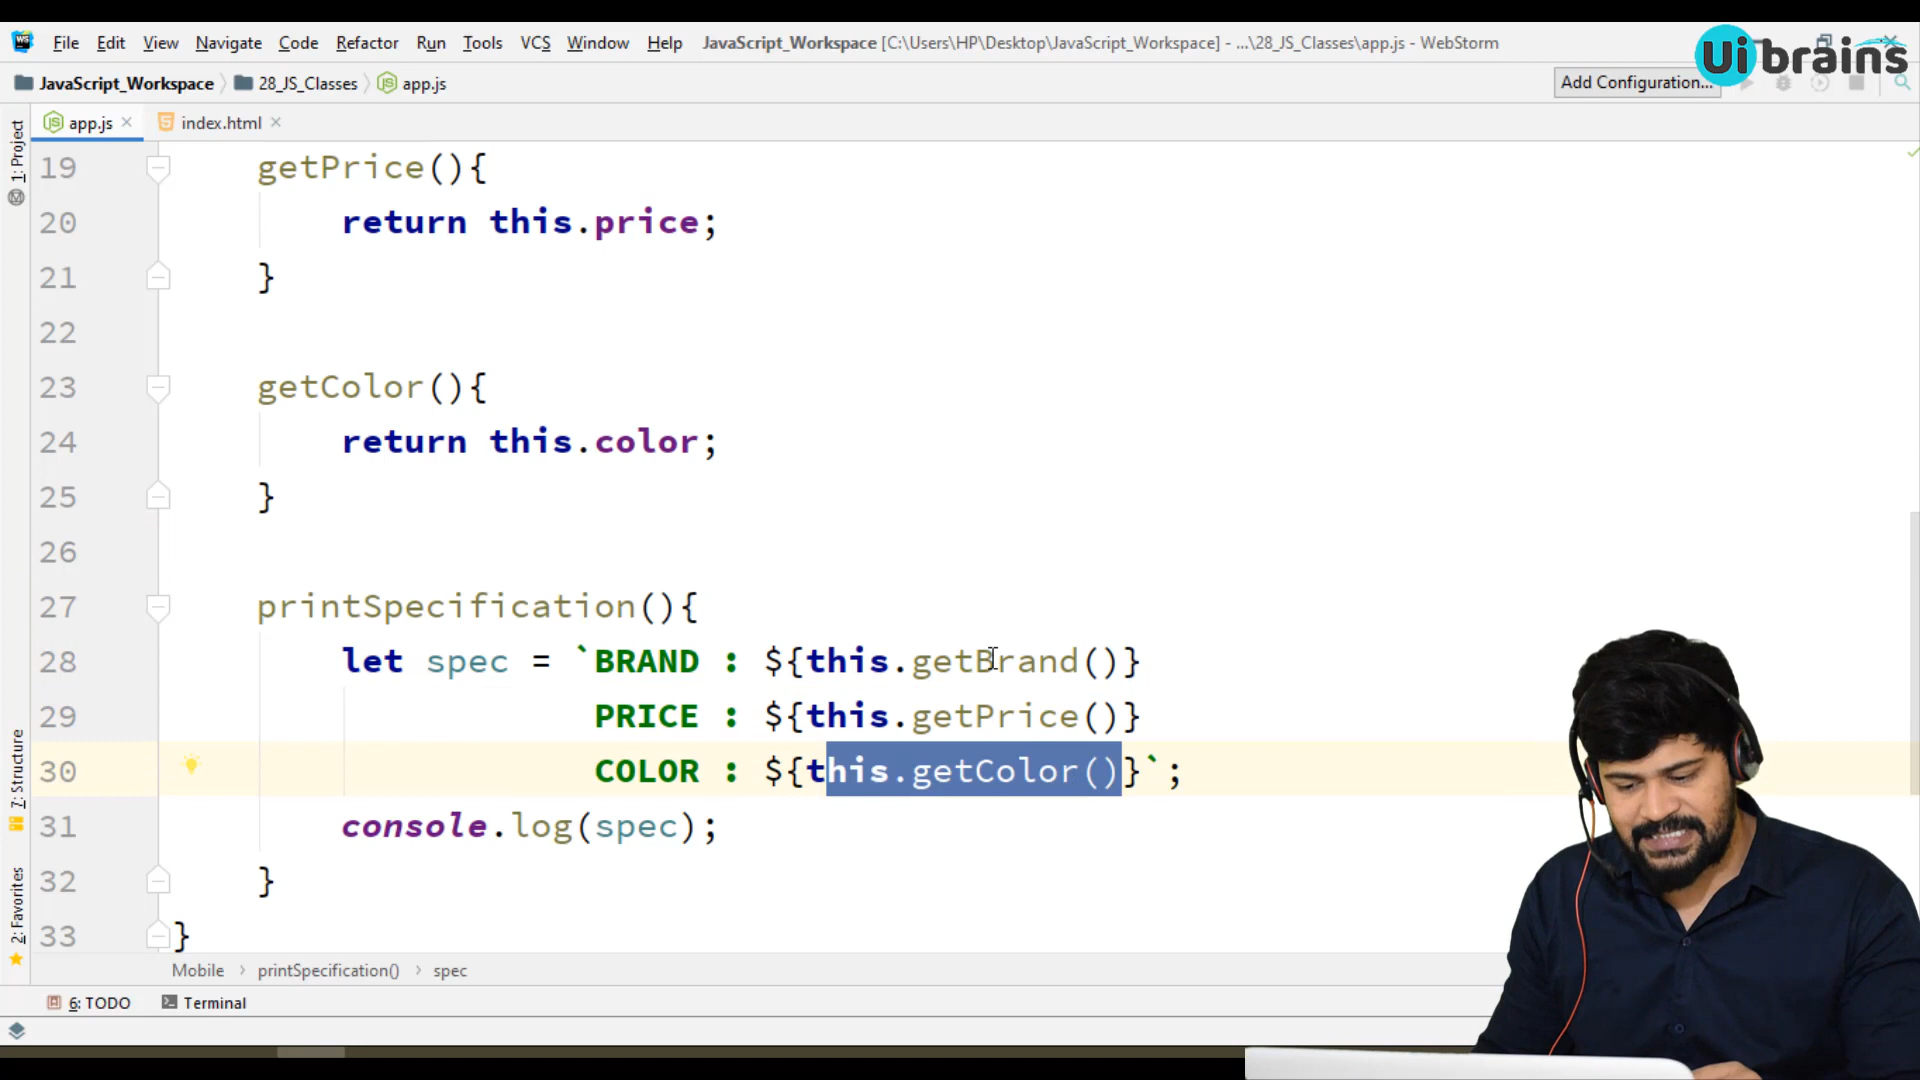 File Edit View Navigate Code Refactor Run Tools VCS Window Help JavaScript_Workspace [C:\Users\HP\Desktop\JavaScript_Workspace] - ...\28_JS_Classes\app.js - WebStorm
Ui brains
JavaScript_Workspace 28_JS_Classes app.js Add Configuration...
app.js index.html
1: Project
7: Structure
2: Favorites
19 getPrice(){
20 return this.price;
21 }
22
23 getColor(){
24 return this.color;
25 }
26
27 printSpecification(){
28 let spec = `BRAND : ${this.getBrand()}
29 PRICE : ${this.getPrice()}
30 COLOR : ${this.getColor()}`;
31 console.log(spec);
32 }
33 }
Mobile printSpecification() spec
6: TODO Terminal